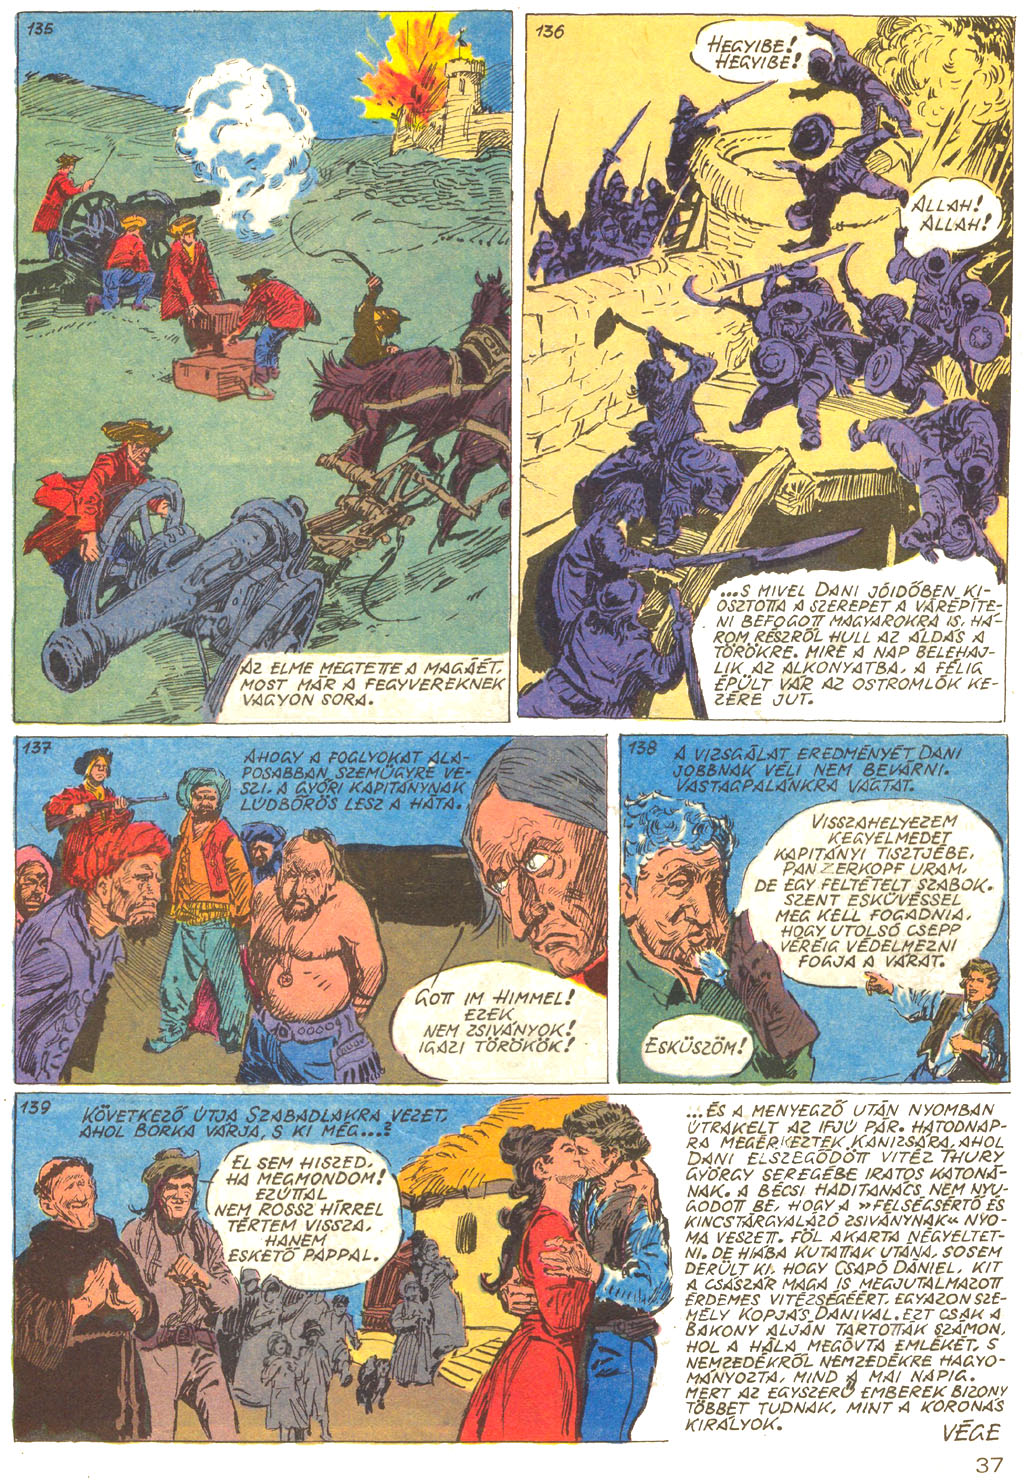 135
AZ ELME MEGTETTE A MAGÁÉT,
MOST MÁR A FEGYVEREKNEK
VAGYON SORA.
136
HEGYIBE!
HEGYIBE!
ALLAH!
ALLAH!
...S MIVEL DANI JÓIDŐBEN KI-
OSZTOTTA A SZEREPET A VÁRÉPÍTÉ-
NI BEFOGOTT MAGYAROKRA IS, HÁ-
ROM RÉSZRŐL HULL AZ ÁLDÁS A
TÖRÖKRE. MIRE A NAP BELEHAJ-
LIK AZ ALKONYATBA, A FÉLIG
ÉPÜLT VÁR AZ OSTROMLÓK KE-
ZÉRE JUT.
137
AHOGY A FOGLYOKAT ALA-
POSABBAN SZEMÜGYRE VE-
SZI, A GYŐRI KAPITÁNYNAK
LÚDBŐRÖS LESZ A HÁTA.
GOTT IM HIMMEL!
EZEK
NEM ZSIVÁNYOK!
IGAZI TÖRÖKÖK!
138
A VIZSGÁLAT EREDMÉNYÉT DANI
JOBBNAK VÉLI NEM BEVÁRNI.
VASTAGPALÁNKRA VÁGTAT.
VISSZAHELYEZEM
KEGYELMEDET
KAPITÁNYI TISZTJÉBE,
PANZERKOPF URAM,
DE EGY FELTÉTELT SZABOK.
SZENT ESKÜVÉSSEL
MEG KELL FOGADNIA,
HOGY UTOLSÓ CSEPP
VÉRÉIG VÉDELMEZNI
FOGJA A VÁRAT.
ESKÜSZÖM!
139
KÖVETKEZŐ ÚTJA SZABADLAKRA VEZET,
AHOL BORKA VÁRJA, S KI MÉG...?
EL SEM HISZED,
HA MEGMONDOM!
EZÚTTAL
NEM ROSSZ HÍRREL
TÉRTEM VISSZA,
HANEM
ESKETŐ PAPPAL.
...ÉS A MENYEGZŐ UTÁN NYOMBAN
ÚTRAKELT AZ IFJÚ PÁR. HATODNAP-
RA MEGÉRKEZTEK KANIZSÁRA, AHOL
DANI ELSZEGŐDÖTT VITÉZ THURY
GYÖRGY SEREGÉBE IRATOS KATONÁ-
NAK. A BÉCSI HADITANÁCS NEM NYU-
GODOTT BE, HOGY A »FELSÉGSÉRTŐ ÉS
KINCSTÁRGYALÁZÓ ZSIVÁNYNAK« NYO-
MA VESZETT. FÖL AKARTA NÉGYELTET-
NI. DE HIÁBA KUTATTAK UTÁNA, SOSEM
DERÜLT KI, HOGY CSAPÓ DÁNIEL, KIT
A CSÁSZÁR MAGA IS MEGJUTALMAZOTT
ÉRDEMES VITÉZSÉGÉÉRT, EGYAZON SZE-
MÉLY KOPJÁS DANIVAL. EZT CSAK A
BAKONY ALJÁN TARTOTTÁK SZÁMON,
HOL A HÁLA MEGÓVTA EMLÉKÉT, S
NEMZEDÉKRŐL NEMZEDÉKRE HAGYO-
MÁNYOZTA, MIND A MAI NAPIG.
MERT AZ EGYSZERŰ EMBEREK BIZONY
TÖBBET TUDNAK, MINT A KORONÁS
KIRÁLYOK.
VÉGE
37